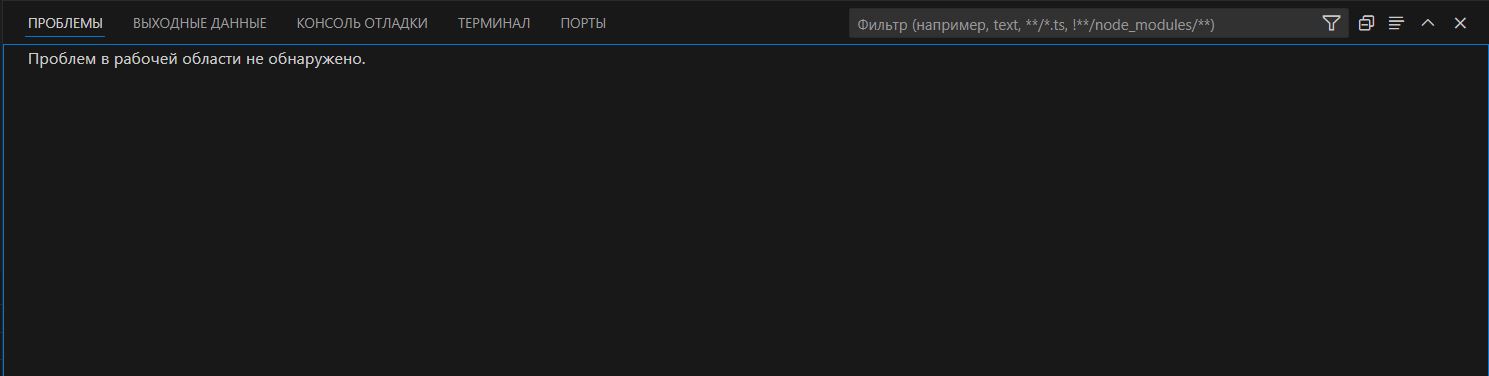 ПРОБЛЕМЫ ВЫХОДНЫЕ ДАННЫЕ КОНСОЛЬ ОТЛАДКИ ТЕРМИНАЛ ПОРТЫ Фильтр (например, text, **/*.ts, !**/node_modules/**)
Проблем в рабочей области не обнаружено.